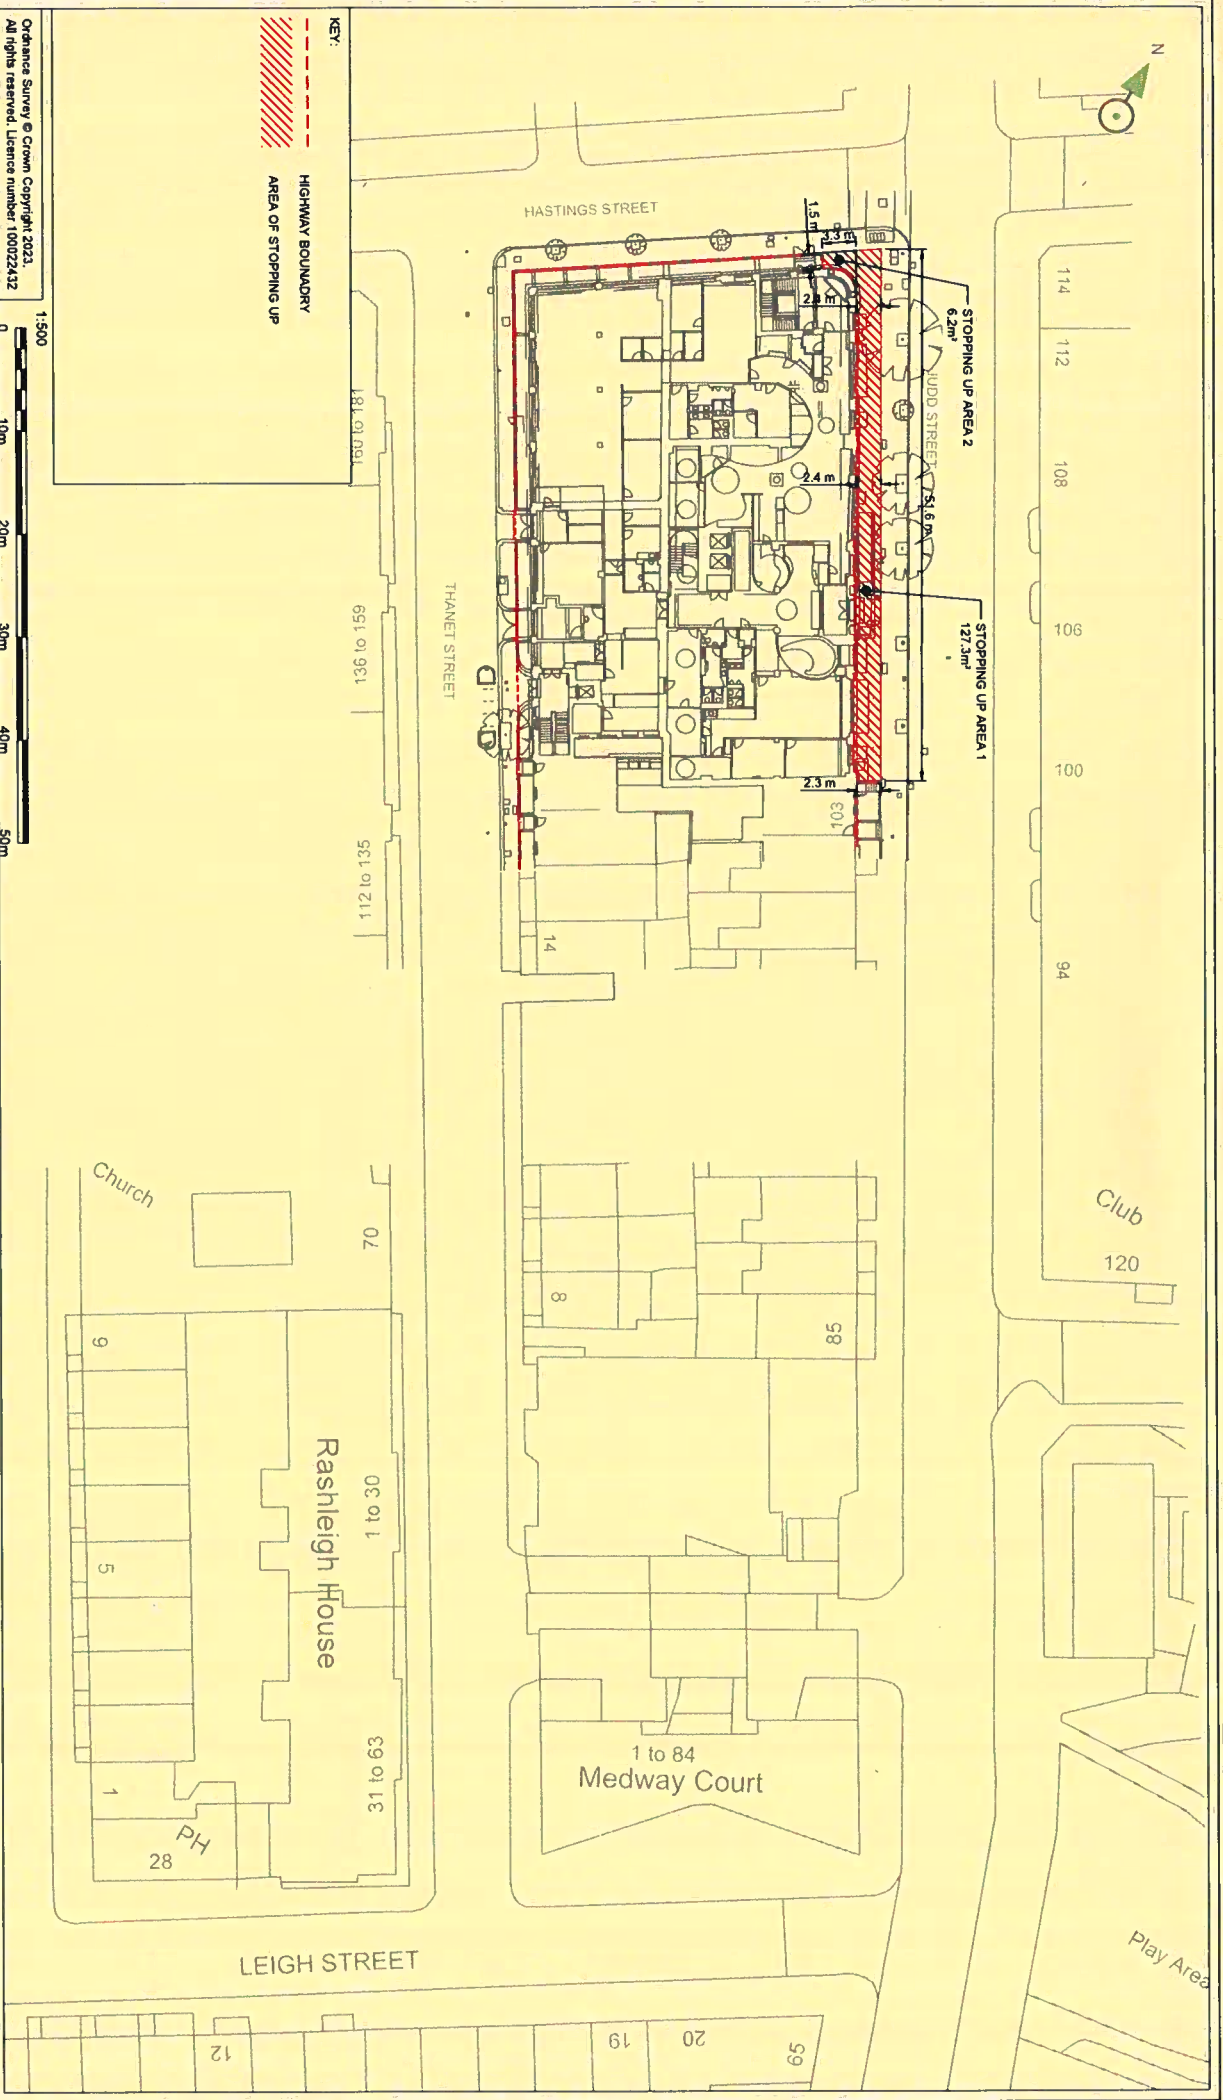 N
KEY:
HIGHWAY BOUNADRY
AREA OF STOPPING UP
Ordnance Survey © Crown Copyright 2023.
All rights reserved. Licence number 100022432
1:500
0
10m
20m
30m
40m
50m
HASTINGS STREET
1.5 m
3.3 m
2.4 m
STOPPING UP AREA 2
6.2m²
JUDD STREET
2.4 m
51.6 m
STOPPING UP AREA 1
127.3m²
2.3 m
103
114
112
108
106
100
94
Club
120
160 to 181
136 to 159
112 to 135
THANET STREET
14
Church
70
8
85
6
5
1
Rashleigh House
1 to 30
31 to 63
PH
28
1 to 84
Medway Court
Play Area
LEIGH STREET
12
19
20
65